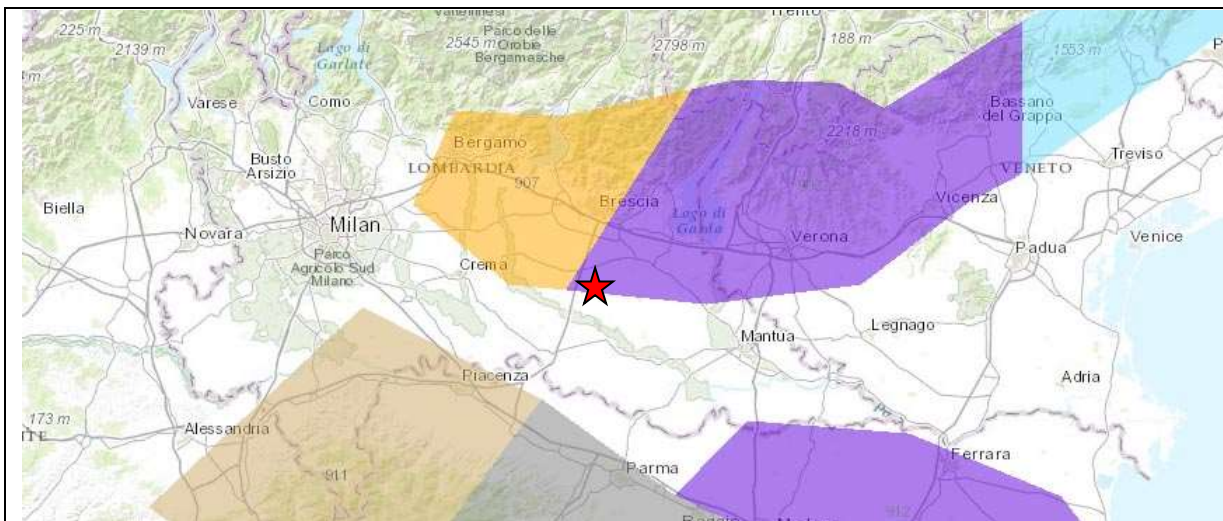 225 m
2139 m
Lago di
Garlate
2545 m
Parco delle
Orobie
Bergamasche
2798 m
Trento
188 m
1553 m
Varese
Como
Bergamo
2218 m
Bassano
del Grappa
Busto
Arsizio
LOMBARDIA
907
VENETO
Treviso
Biella
Novara
Milan
Brescia
Lago di
Garda
Vicenza
Verona
Padua
Venice
Parco
Agricolo Sud
Milano
Crema
Legnago
Mantua
Piacenza
Adria
Po
173 m
Alessandria
Ferrara
911
Parma
912